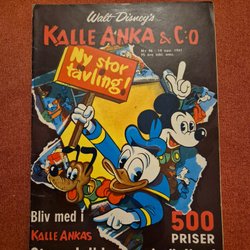 Walt Disney's
KALLE ANKA & C:O
Ny stor
tävling!
Bliv med i
KALLE ANKAS
500
PRISER